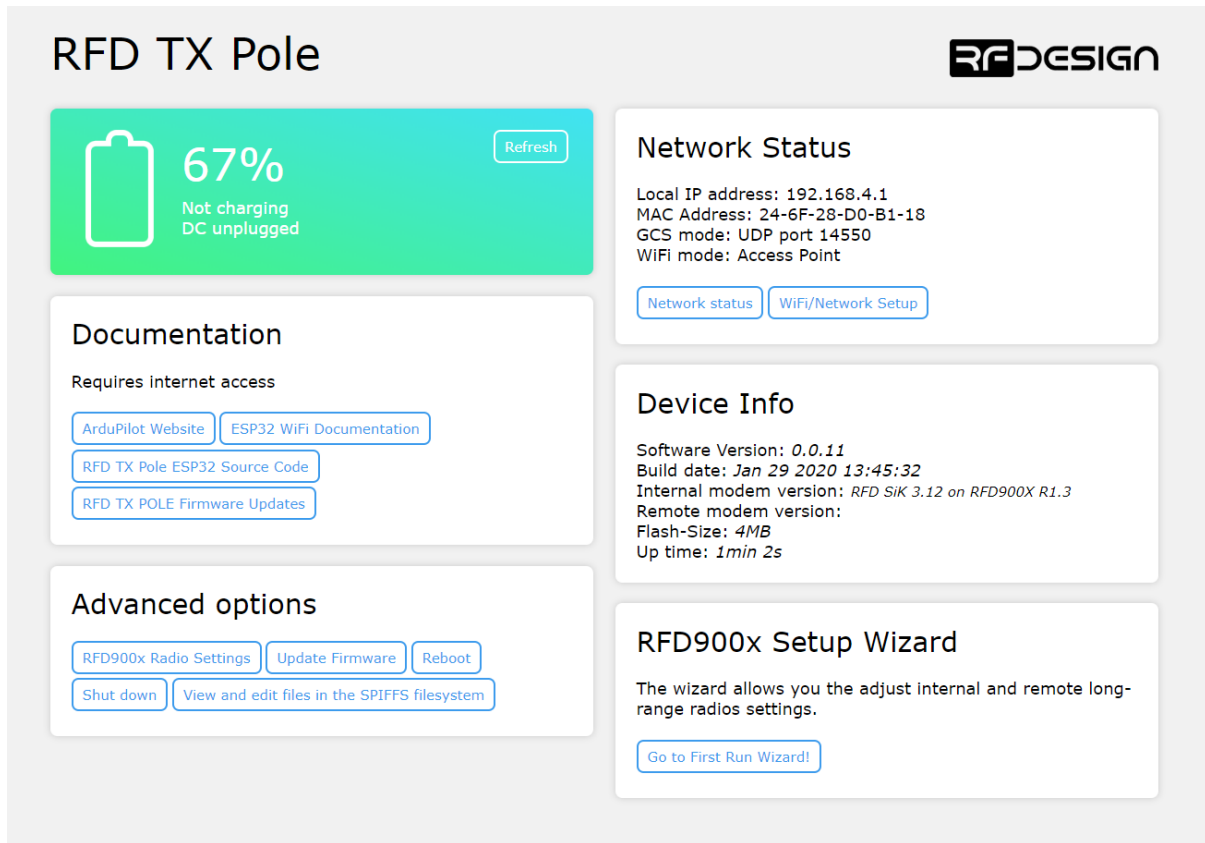 RFD TX Pole
RFDESIGN
67%
Not charging
DC unplugged
Refresh
Documentation
Requires internet access
ArduPilot Website
ESP32 WiFi Documentation
RFD TX Pole ESP32 Source Code
RFD TX POLE Firmware Updates
Advanced options
RFD900x Radio Settings
Update Firmware
Reboot
Shut down
View and edit files in the SPIFFS filesystem
Network Status
Local IP address: 192.168.4.1
MAC Address: 24-6F-28-D0-B1-18
GCS mode: UDP port 14550
WiFi mode: Access Point
Network status
WiFi/Network Setup
Device Info
Software Version: 0.0.11
Build date: Jan 29 2020 13:45:32
Internal modem version: RFD SiK 3.12 on RFD900X R1.3
Remote modem version:
Flash-Size: 4MB
Up time: 1min 2s
RFD900x Setup Wizard
The wizard allows you the adjust internal and remote long-
range radios settings.
Go to First Run Wizard!